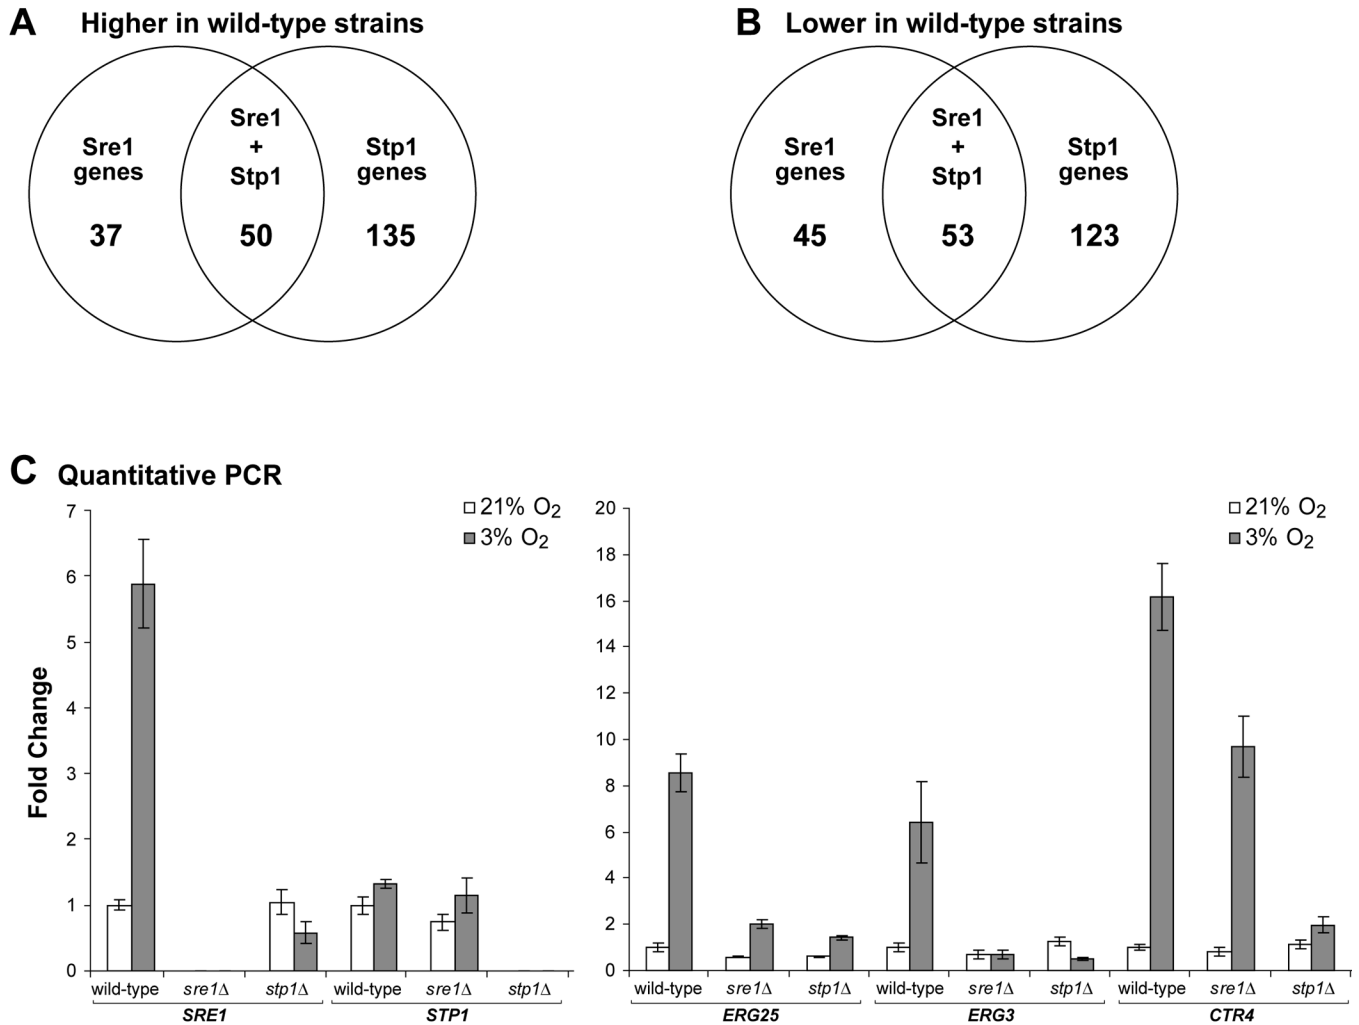 A Higher in wild-type strains
Sre1 genes
37
Sre1 + Stp1
50
Stp1 genes
135
B Lower in wild-type strains
Sre1 genes
45
Sre1 + Stp1
53
Stp1 genes
123
C Quantitative PCR
Fold Change
7
6
5
4
3
2
1
0
21% O2
3% O2
wild-type sre1Δ stp1Δ wild-type sre1Δ stp1Δ
SRE1 STP1
20
18
16
14
12
10
8
6
4
2
0
21% O2
3% O2
wild-type sre1Δ stp1Δ wild-type sre1Δ stp1Δ wild-type sre1Δ stp1Δ
ERG25 ERG3 CTR4